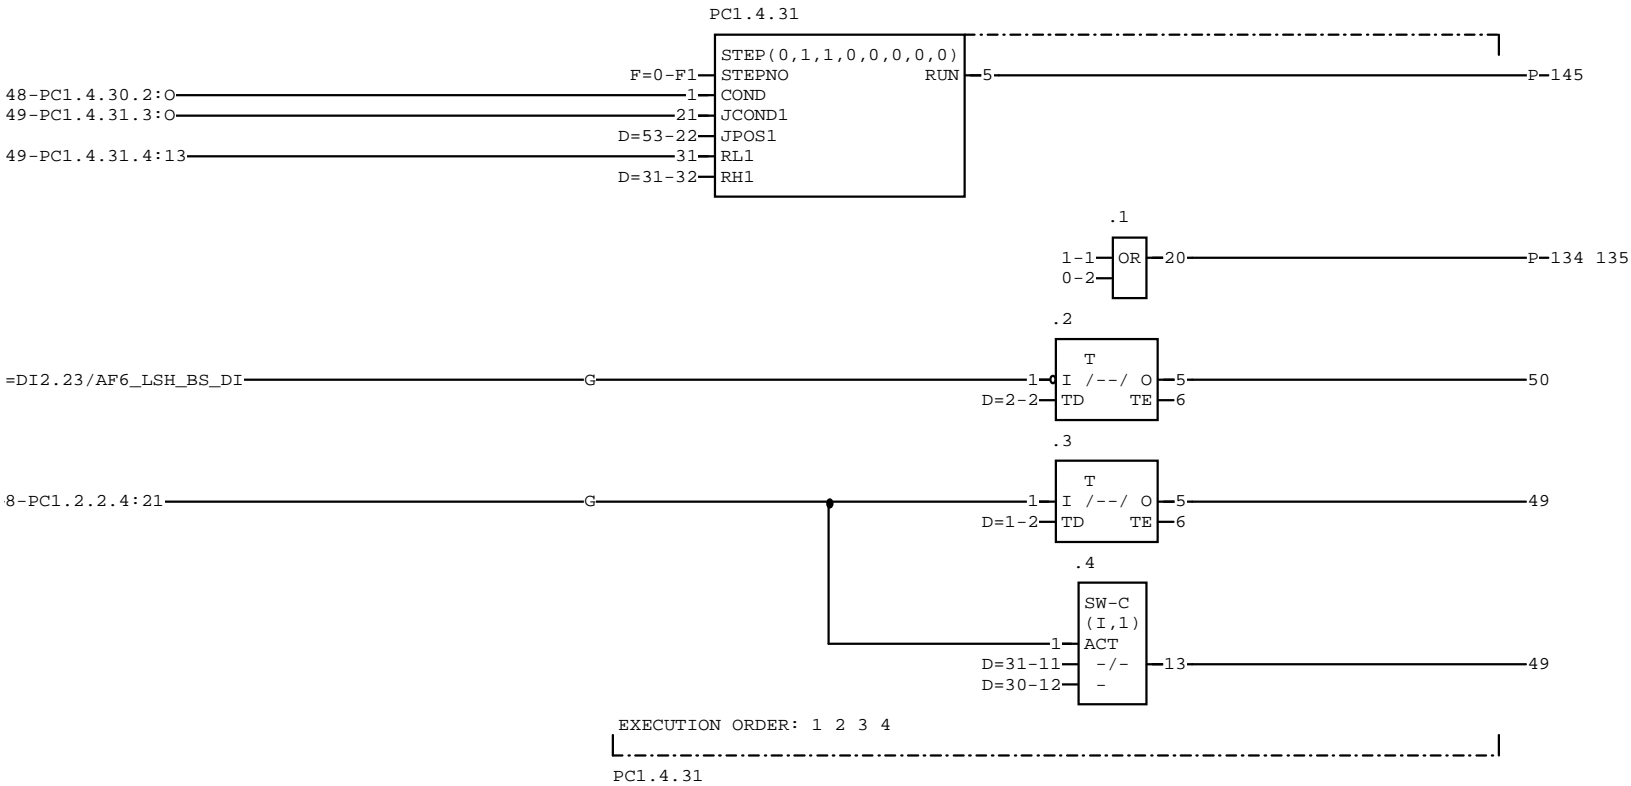 PC1.4.31
STEP(0,1,1,0,0,0,0,0)
F=0-F1 STEPNO RUN 5 P-145
48-PC1.4.30.2:O 1 COND
49-PC1.4.31.3:O 21 JCOND1
D=53-22 JPOS1
49-PC1.4.31.4:13 31 RL1
D=31-32 RH1
.1
1-1 OR 20 P-134 135
0-2
.2
T
=DI2.23/AF6_LSH_BS_DI G 1 I /--/ O 5 50
D=2-2 TD TE 6
.3
T
8-PC1.2.2.4:21 G 1 I /--/ O 5 49
D=1-2 TD TE 6
.4
SW-C
(I,1)
1 ACT
D=31-11 -/- 13 49
D=30-12 -
EXECUTION ORDER: 1 2 3 4
PC1.4.31